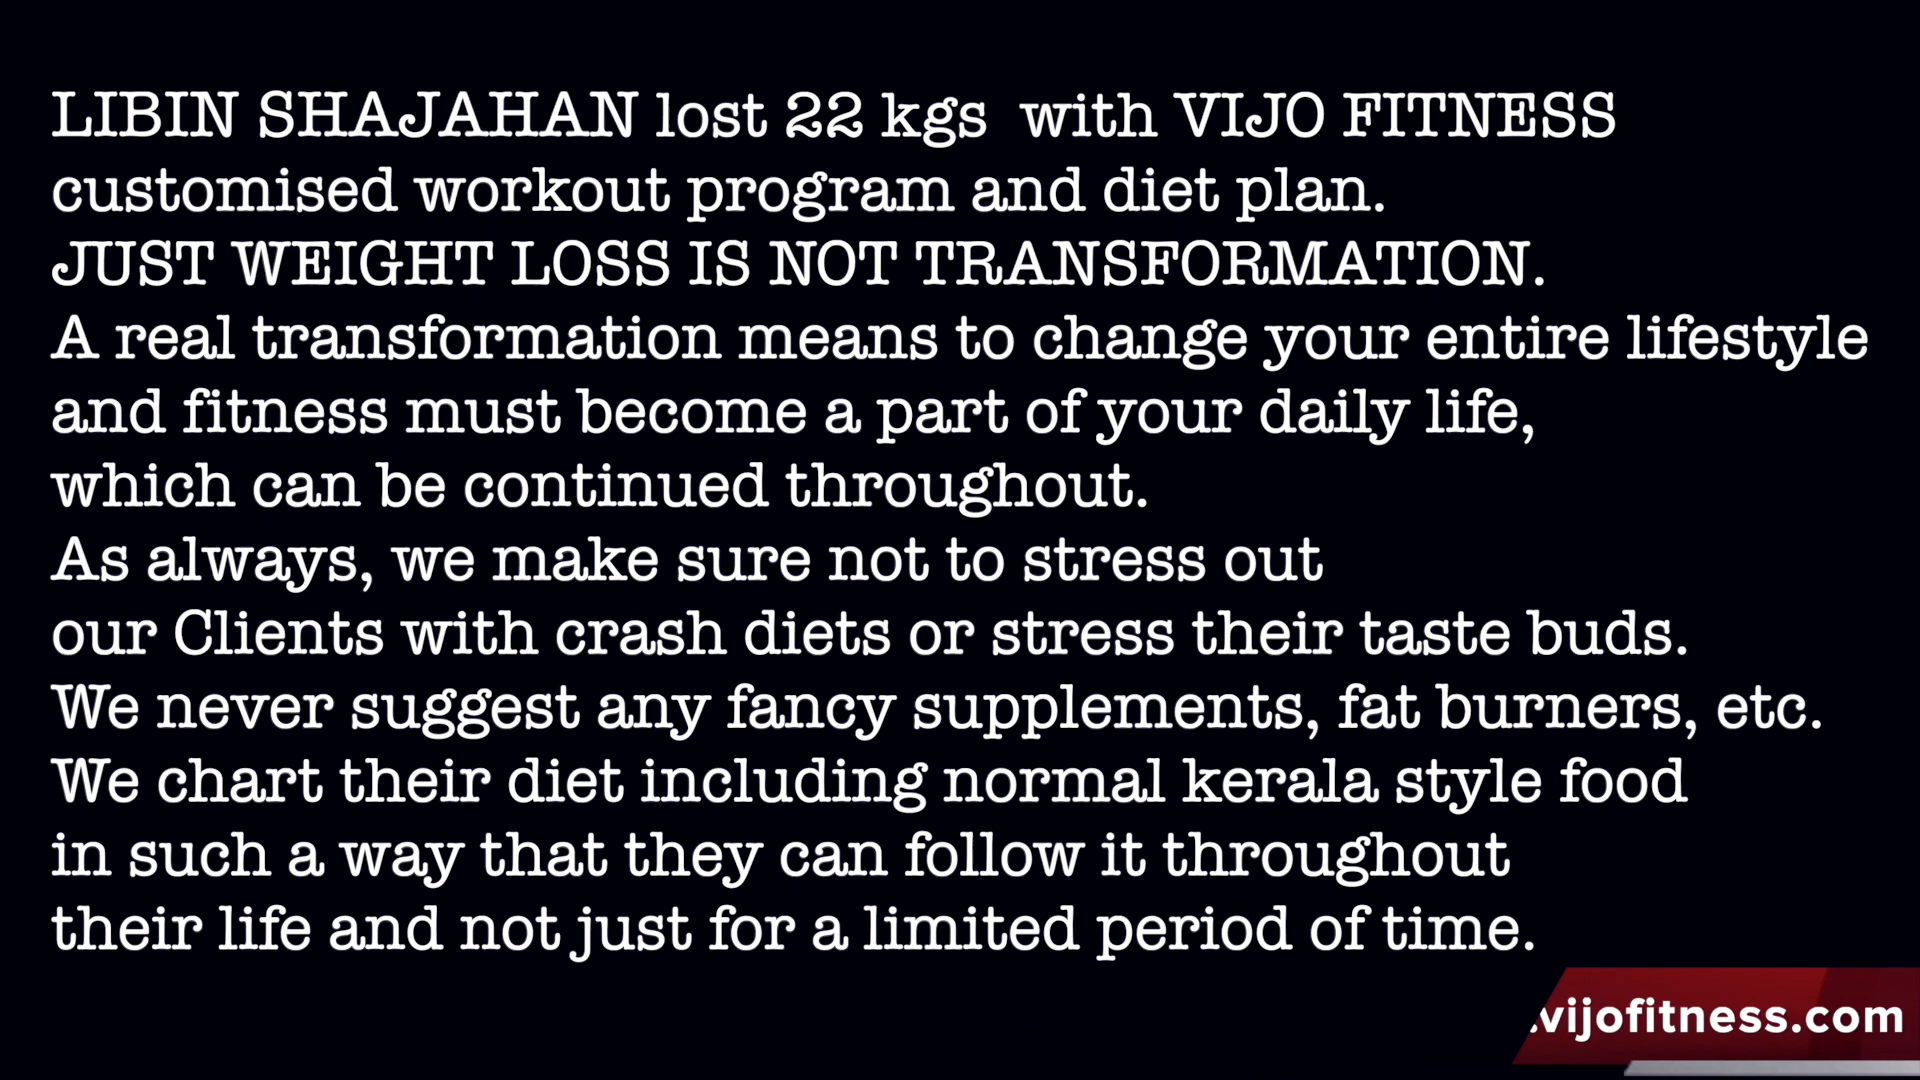 LIBIN SHAJAHAN lost 22 kgs  with VIJO FITNESS
customised workout program and diet plan.
JUST WEIGHT LOSS IS NOT TRANSFORMATION.
A real transformation means to change your entire lifestyle
and fitness must become a part of your daily life,
which can be continued throughout.
As always, we make sure not to stress out
our Clients with crash diets or stress their taste buds.
We never suggest any fancy supplements, fat burners, etc.
We chart their diet including normal kerala style food
in such a way that they can follow it throughout
their life and not just for a limited period of time.
.vijofitness.com